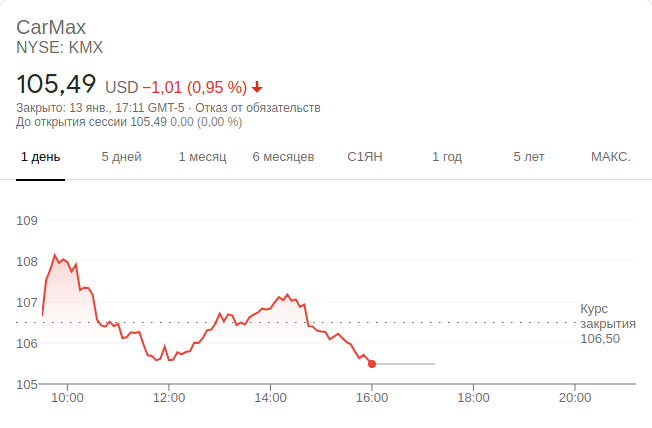 CarMax
NYSE: KMX
105,49 USD −1,01 (0,95 %)
Закрыто: 13 янв., 17:11 GMT-5 · Отказ от обязательств
До открытия сессии 105,49 0,00 (0,00 %)
1 день 5 дней 1 месяц 6 месяцев С1ЯН 1 год 5 лет МАКС.
109
108
107
Курс
закрытия
106,50
106
105
10:00 12:00 14:00 16:00 18:00 20:00